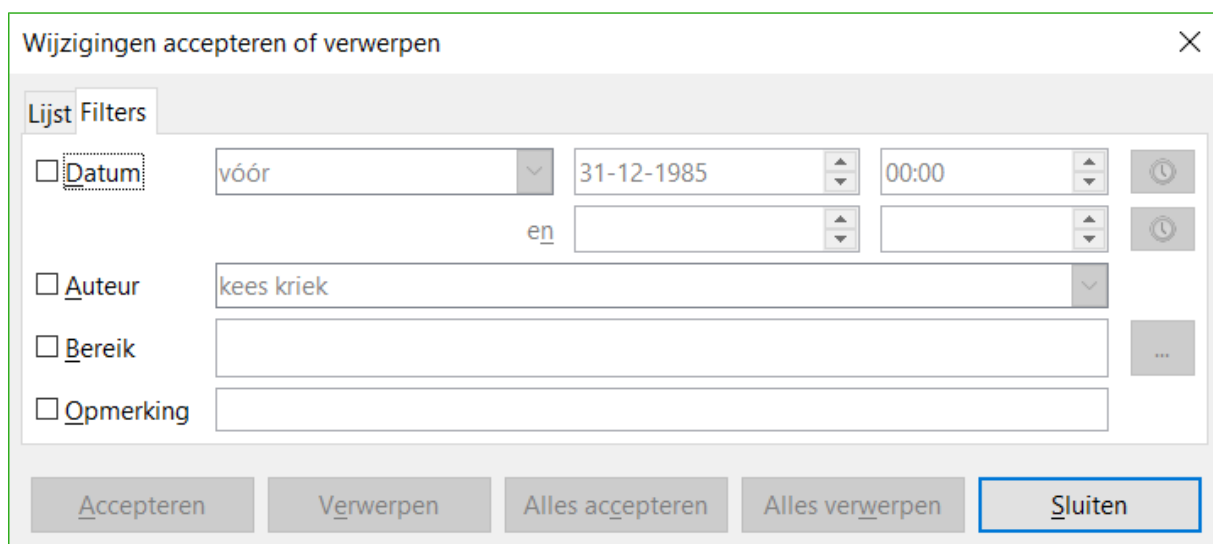 Wijzigingen accepteren of verwerpen
Lijst Filters
Datum vóór 31-12-1985 00:00
en
Auteur kees kriek
Bereik ...
Opmerking
Accepteren Verwerpen Alles accepteren Alles verwerpen Sluiten